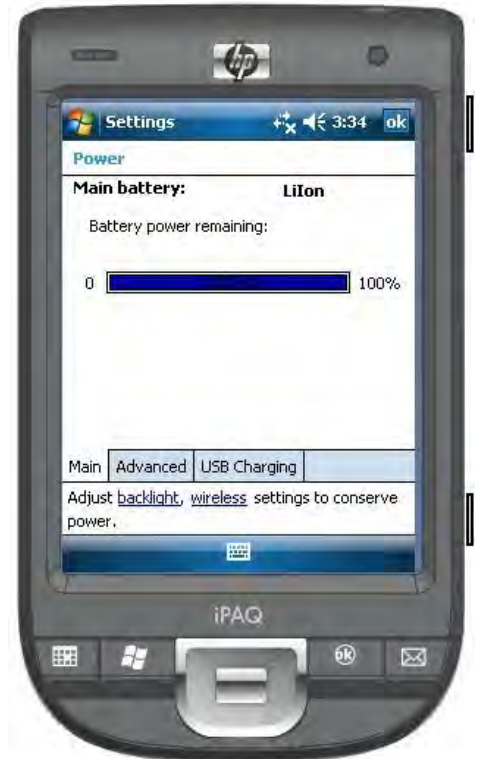 hp
Settings 3:34 ok
Power
Main battery: LiIon
Battery power remaining:
0 100%
Main Advanced USB Charging
Adjust backlight, wireless settings to conserve
power.
iPAQ
ok